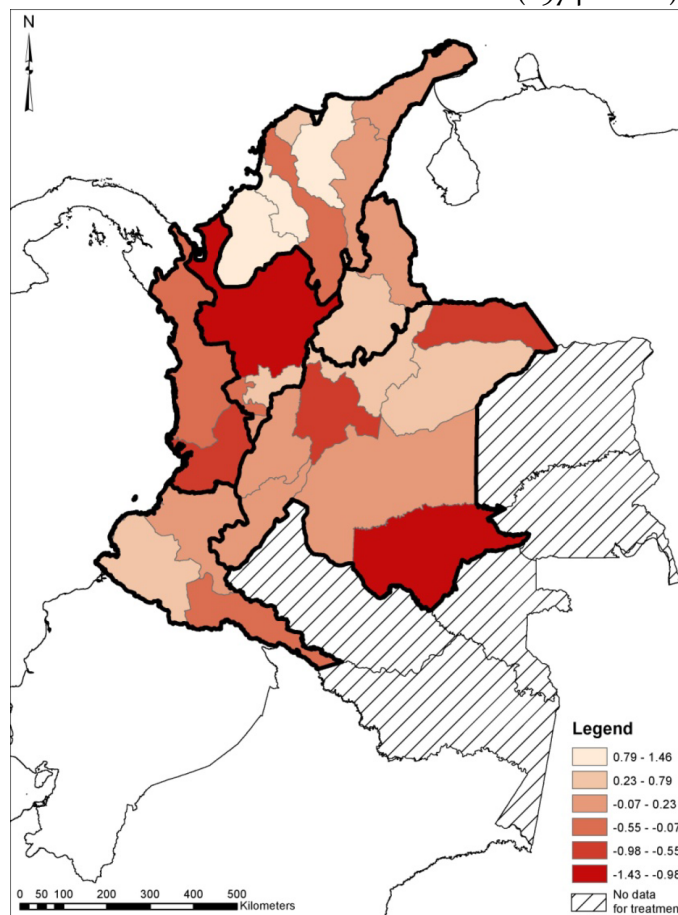 N
Legend
0.79 - 1.46
0.23 - 0.79
-0.07 - 0.23
-0.55 - -0.07
-0.98 - -0.55
-1.43 - -0.98
No data
for treatment
0 50 100 200 300 400 500
Kilometers